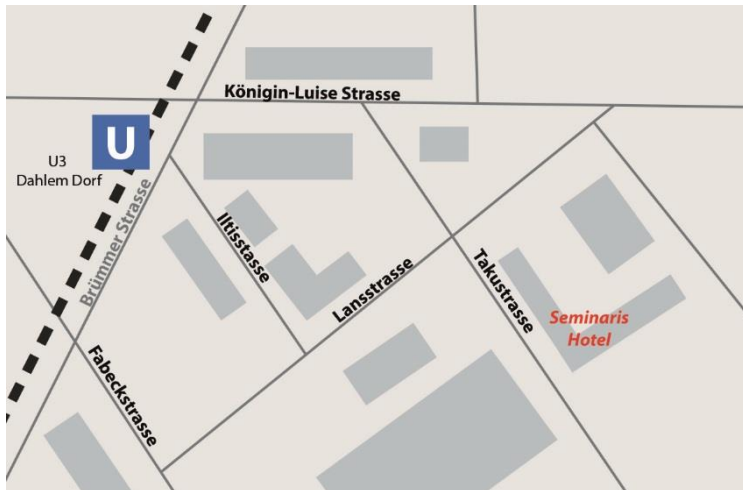 Königin-Luise Strasse
U
U3
Dahlem Dorf
Brümmer Strasse
Iltisstasse
Lansstrasse
Takustrasse
Seminaris
Hotel
Fabeckstrasse